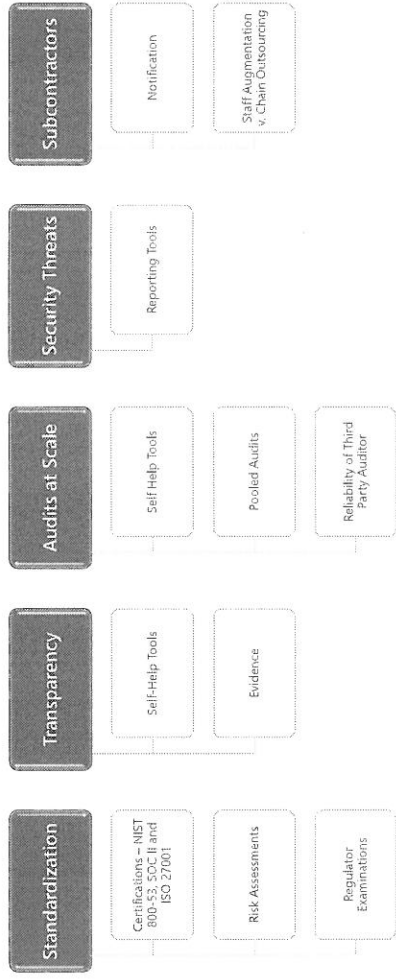 Standardization
Certifications – NIST
800-53, SOC II and
ISO 27001
Risk Assessments
Regulator
Examinations
Transparency
Self-Help Tools
Evidence
Audits at Scale
Self Help Tools
Pooled Audits
Reliability of Third
Party Auditor
Security Threats
Reporting Tools
Subcontractors
Notification
Staff Augmentation
v. Chain Outsourcing